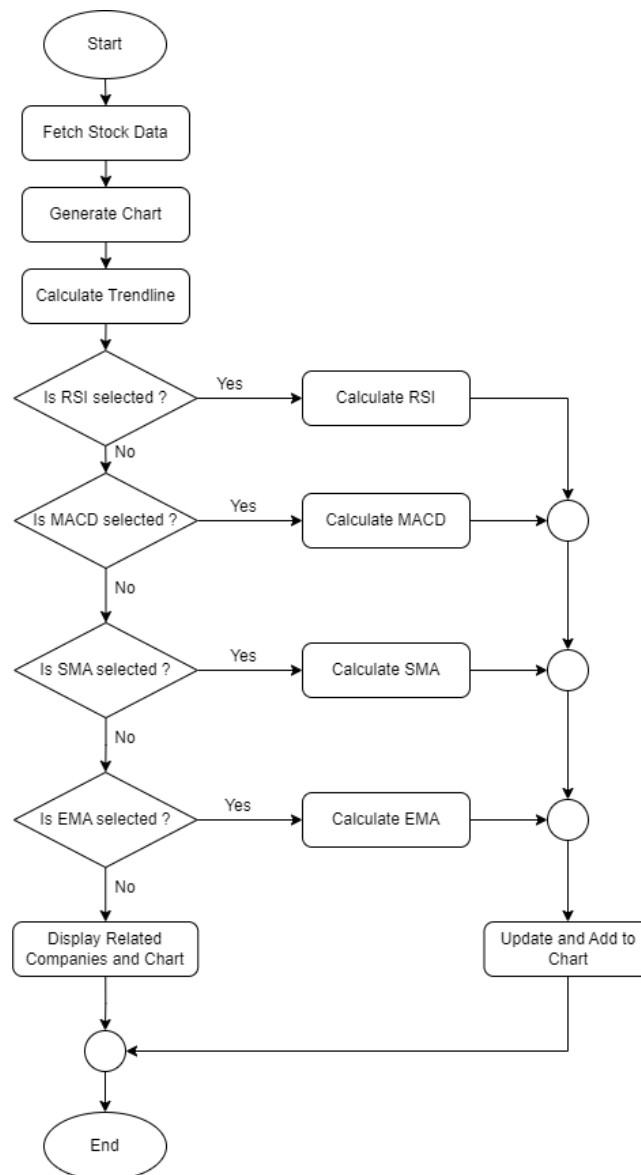 Start
Fetch Stock Data
Generate Chart
Calculate Trendline
Is RSI selected ?
Yes
Calculate RSI
No
Is MACD selected ?
Yes
Calculate MACD
No
Is SMA selected ?
Yes
Calculate SMA
No
Is EMA selected ?
Yes
Calculate EMA
No
Display Related
Companies and Chart
Update and Add to
Chart
End